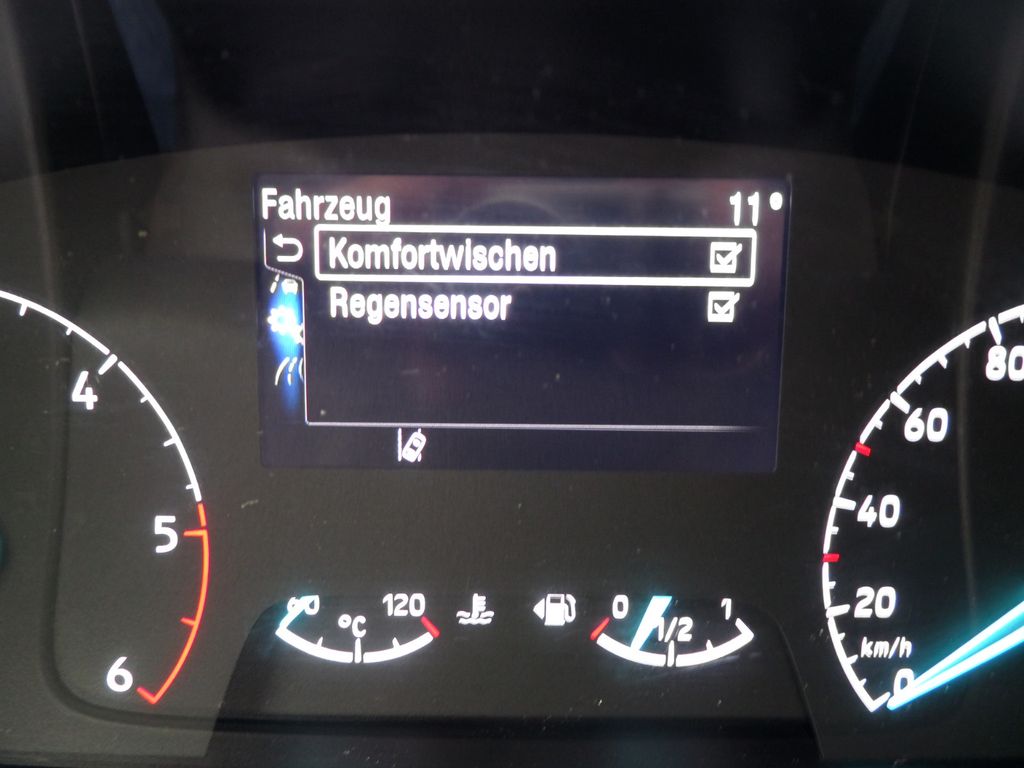 Fahrzeug 11°
Komfortwischen
Regensensor
4
5
6
60 120
°C
0 1/2 1
80
60
40
20
km/h
0